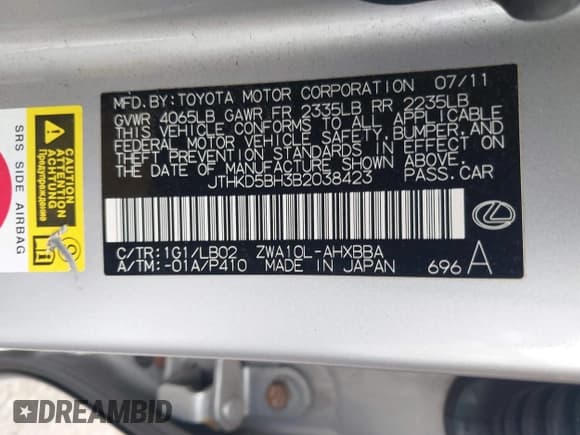 MFD.BY:TOYOTA MOTOR CORPORATION 07/11
GVWR 4065LB GAWR FR 2335LB RR 2235LB
THIS VEHICLE CONFORMS TO ALL APPLICABLE
FEDERAL MOTOR VEHICLE SAFETY,BUMPER,AND
THEFT PREVENTION STANDARDS IN EFFECT ON
THE DATE OF MANUFACTURE SHOWN ABOVE.
JTHKD5BH3B2038423 PASS.CAR
C/TR:1G1/LB02 ZWA10L-AHXBBA
A/TM:-01A/P410 MADE IN JAPAN
696 A
SRS SIDE AIRBAG
CAUTION
ATTENTION
ACHTUNG
Предупреждение
DREAMBID